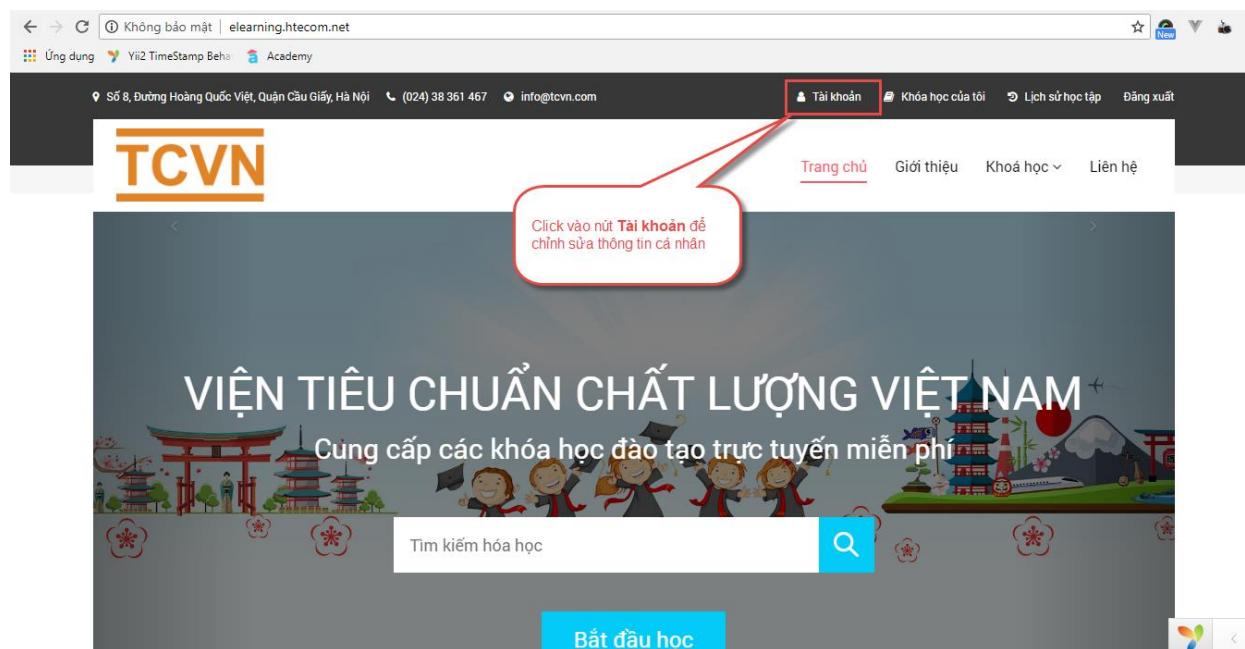 Không bảo mật | elearning.htecom.net
New
Ứng dụng Yii2 TimeStamp Beha Academy
Số 8, Đường Hoàng Quốc Việt, Quận Cầu Giấy, Hà Nội (024) 38 361 467 info@tcvn.com Tài khoản Khóa học của tôi Lịch sử học tập Đăng xuất
TCVN
Trang chủ Giới thiệu Khoá học Liên hệ
Click vào nút Tài khoản để
chỉnh sửa thông tin cá nhân
VIỆN TIÊU CHUẨN CHẤT LƯỢNG VIỆT NAM
Cung cấp các khóa học đào tạo trực tuyến miễn phí
Tìm kiếm hóa học
Bắt đầu học